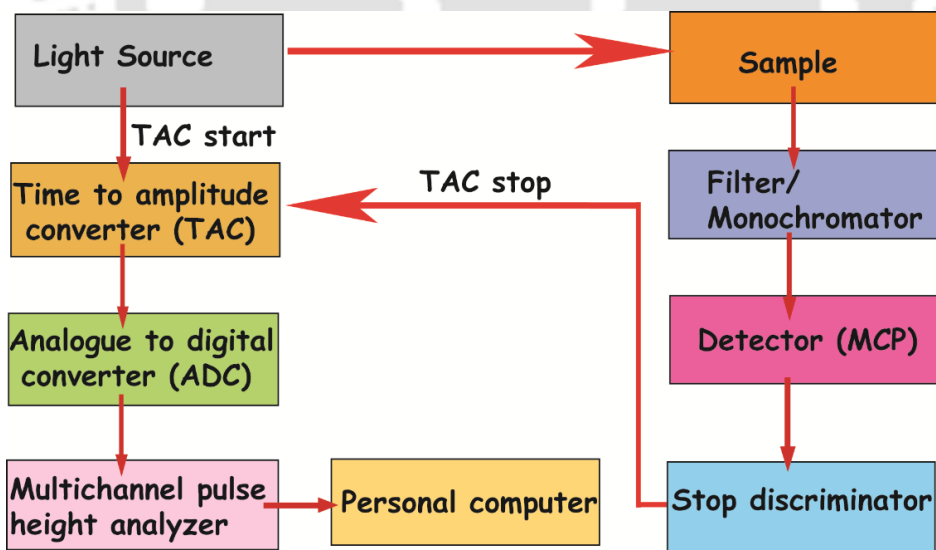 Light Source
Sample
TAC start
Time to amplitude
converter (TAC)
TAC stop
Filter/
Monochromator
Analogue to digital
converter (ADC)
Detector (MCP)
Multichannel pulse
height analyzer
Personal computer
Stop discriminator